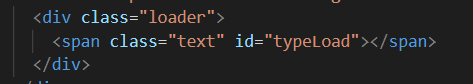 <div class="loader">
<span class="text" id="typeLoad"></span>
</div>